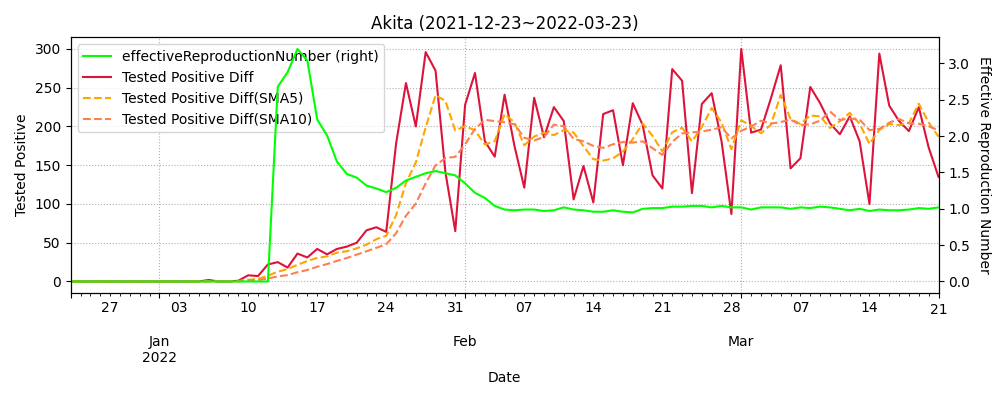 Akita (2021-12-23~2022-03-23)
effectiveReproductionNumber (right)
Tested Positive Diff
Tested Positive Diff(SMA5)
Tested Positive Diff(SMA10)
Tested Positive
300
250
200
150
100
50
0
3.0
2.5
2.0
1.5
1.0
0.5
0.0
Effective Reproduction Number
27 03 10 17 24 31 07 14 21 28 07 14 21
Jan Feb Mar
2022
Date